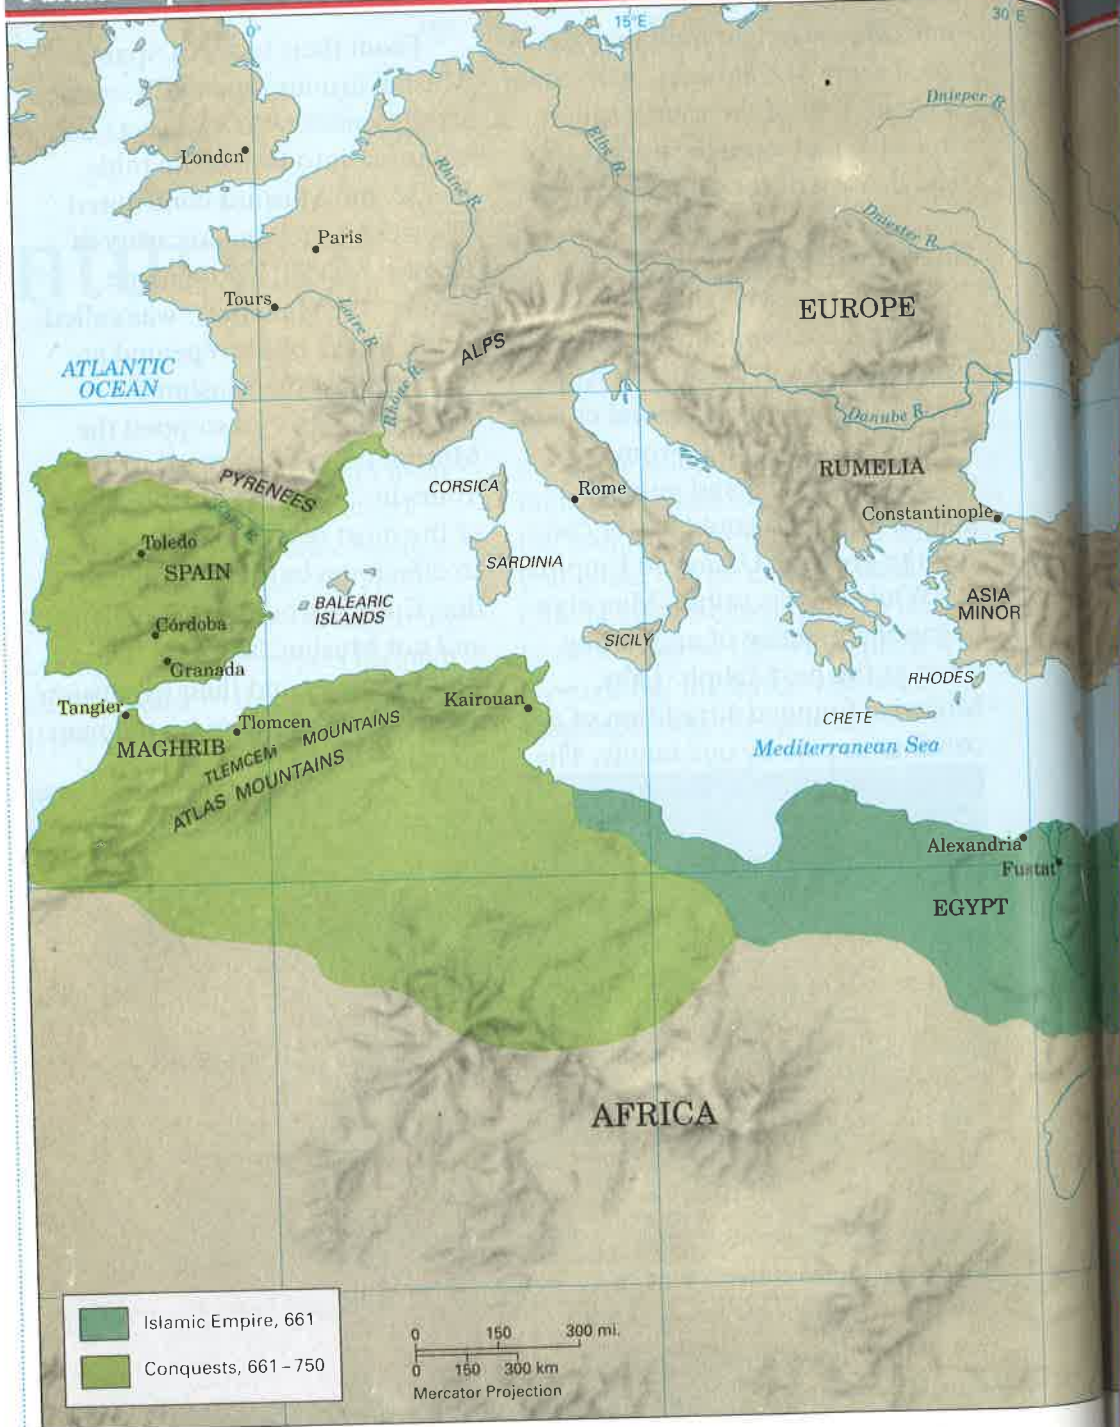 0°
15°E
30°E
Dnieper R.
London
Elbe R.
Rhine R.
Dniester R.
Paris
Tours
Loire R.
EUROPE
ALPS
ATLANTIC
OCEAN
Rhône R.
Danube R.
RUMELIA
PYRENEES
CORSICA
Rome
Constantinople
Toledo
SPAIN
SARDINIA
ASIA
MINOR
BALEARIC
ISLANDS
Córdoba
SICILY
Granada
RHODES
Tangier
Kairouan
Tlomcen
CRETE
MAGHRIB
TLEMCEM MOUNTAINS
Mediterranean Sea
ATLAS MOUNTAINS
Alexandria
Fustat
EGYPT
AFRICA
Islamic Empire, 661
Conquests, 661–750
0 150 300 mi.
0 150 300 km
Mercator Projection